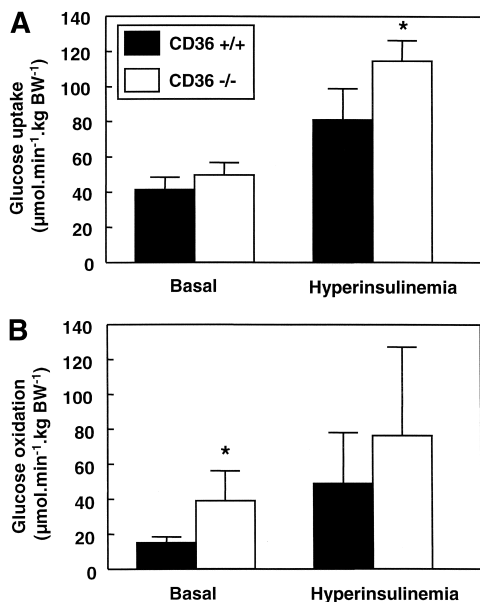 A
Glucose uptake
(µmol.min-1.kg BW-1)
140
120
100
80
60
40
20
0
CD36 +/+
CD36 -/-
*
Basal
Hyperinsulinemia
B
Glucose oxidation
(µmol.min-1.kg BW-1)
140
120
100
80
60
40
20
0
*
Basal
Hyperinsulinemia